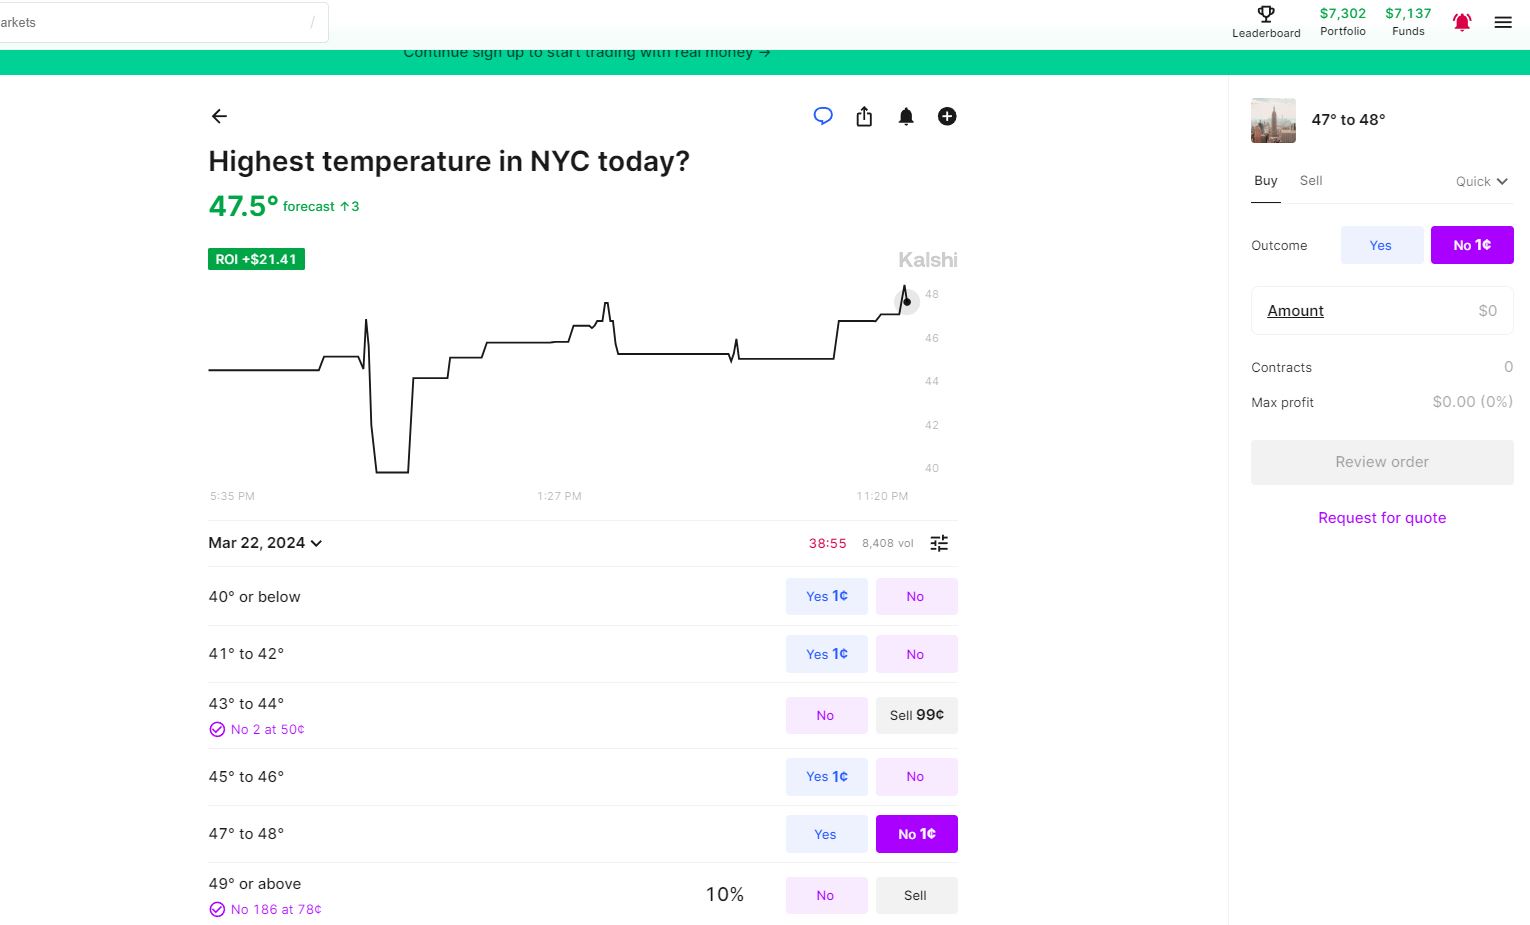 arkets /
Leaderboard
$7,302
Portfolio
$7,137
Funds
Continue sign up to start trading with real money →
Highest temperature in NYC today?
47.5° forecast ↑3
ROI +$21.41
Kalshi
48
46
44
42
40
5:35 PM 1:27 PM 11:20 PM
Mar 22, 2024 38:55 8,408 vol
40° or below Yes 1¢ No
41° to 42° Yes 1¢ No
43° to 44° No Sell 99¢
No 2 at 50¢
45° to 46° Yes 1¢ No
47° to 48° Yes No 1¢
49° or above 10% No Sell
No 186 at 78¢
47° to 48°
Buy Sell Quick
Outcome Yes No 1¢
Amount $0
Contracts 0
Max profit $0.00 (0%)
Review order
Request for quote